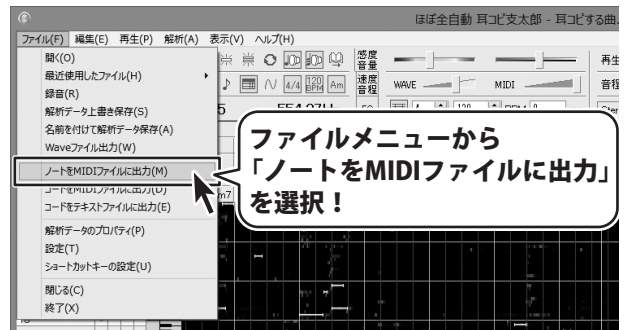 ほぼ全自動 耳コピ支太郎 - 耳コピする曲.
ファイル(F) 編集(E) 再生(P) 解析(A) 表示(V) ヘルプ(H)
開く(O)
最近使用したファイル(H)
録音(R)
解析データ上書き保存(S)
名前を付けて解析データ保存(A)
Waveファイル出力(W)
ノートをMIDIファイルに出力(M)
コードをMIDIファイルに出力(D)
コードをテキストファイルに出力(E)
解析データのプロパティ(P)
設定(T)
ショートカットキーの設定(U)
閉じる(C)
終了(X)
感度
音量
再生
4/4 120 BPM Am
速度
音程
WAVE
MIDI
音程
m7
ファイルメニューから
「ノートをMIDIファイルに出力」
を選択！